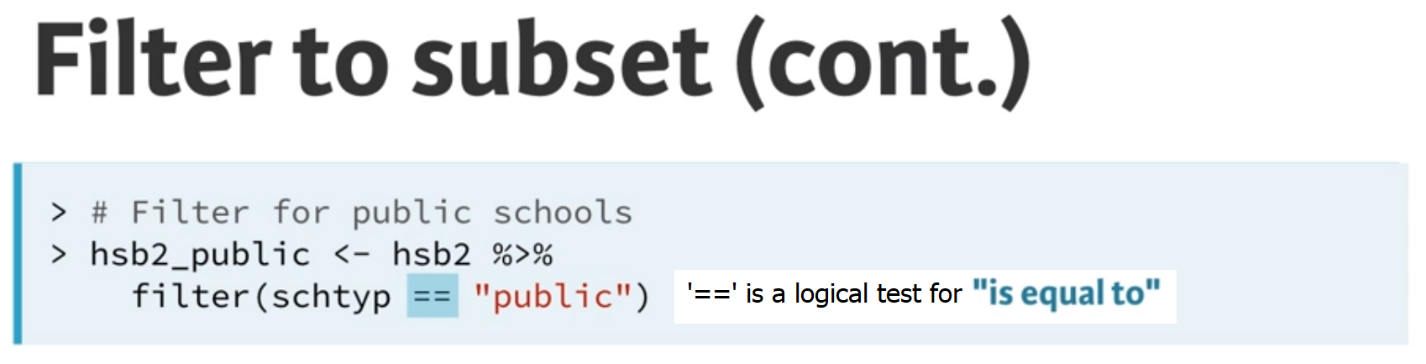 Filter to subset (cont.)
> # Filter for public schools
> hsb2_public <- hsb2 %>%
filter(schtyp == "public") '==' is a logical test for "is equal to"